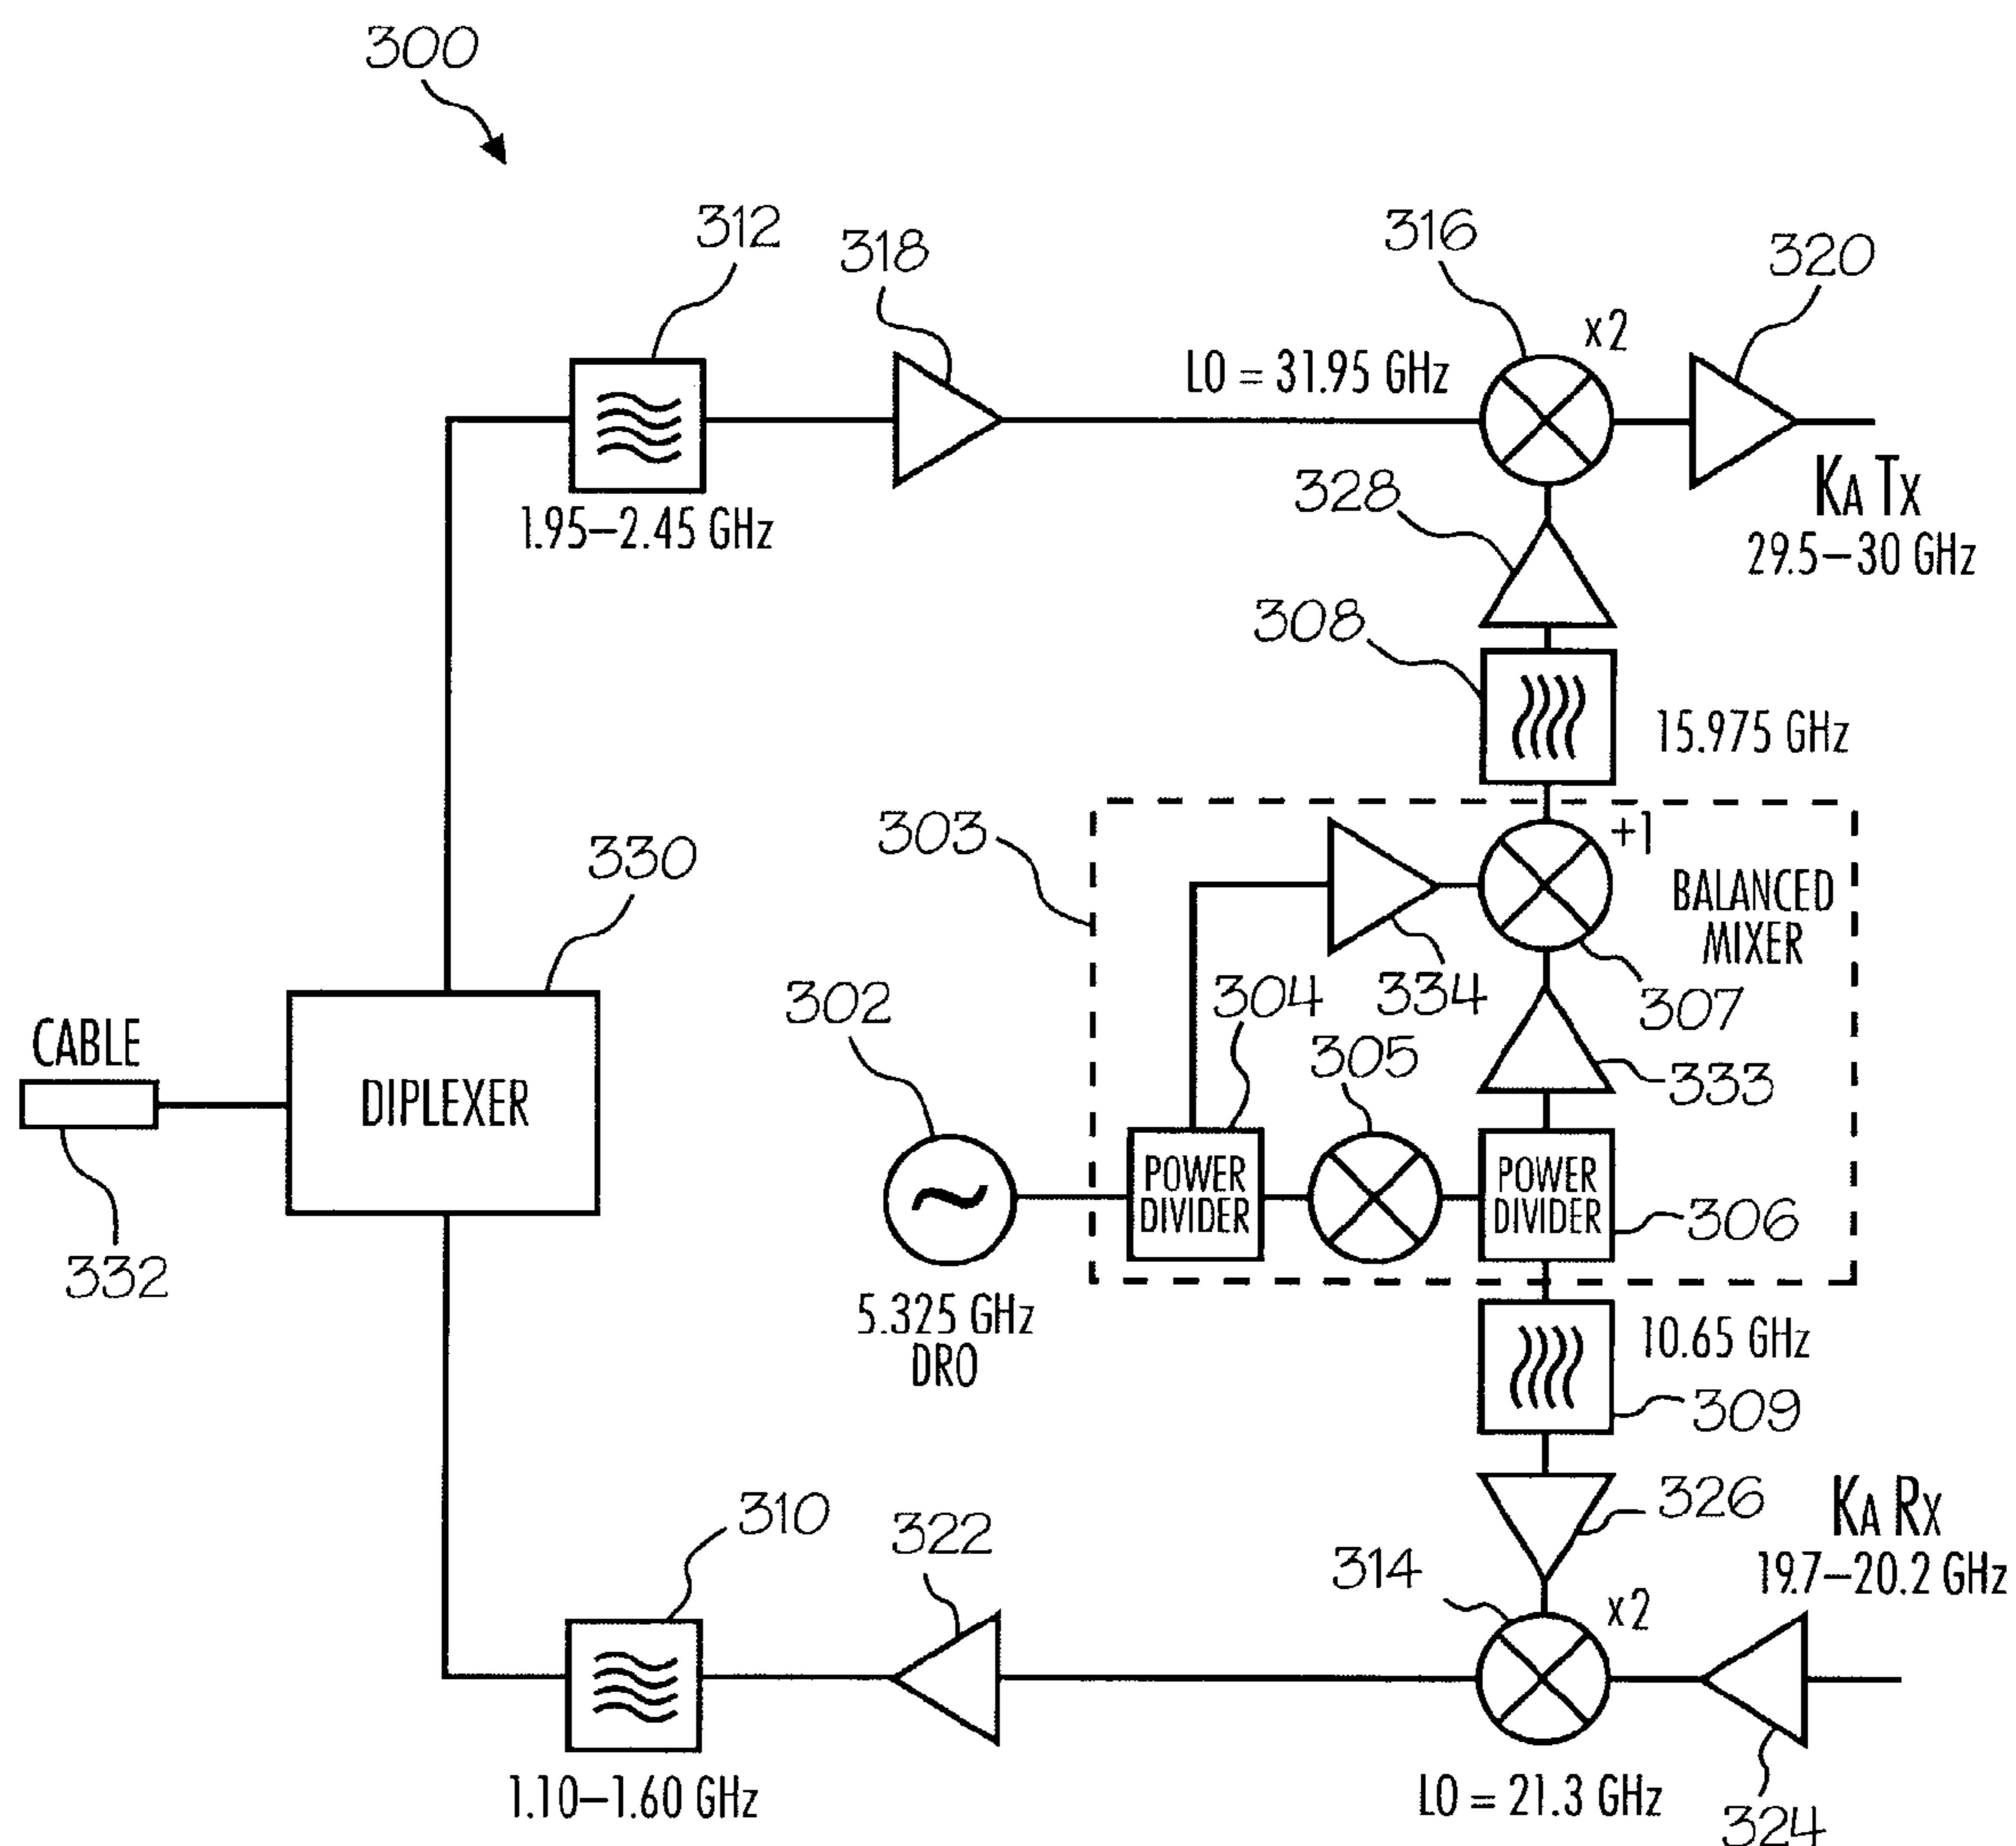 300
312
318
316
320
x2
LO = 31.95 GHz
1.95–2.45 GHz
328
KA TX
29.5–30 GHz
308
15.975 GHz
303
+1
BALANCED
MIXER
330
334
307
302
304
305
333
CABLE
DIPLEXER
POWER
DIVIDER
POWER
DIVIDER
306
332
5.325 GHz
DRO
10.65 GHz
309
310
322
326
KA RX
19.7–20.2 GHz
314
x2
1.10–1.60 GHz
LO = 21.3 GHz
324